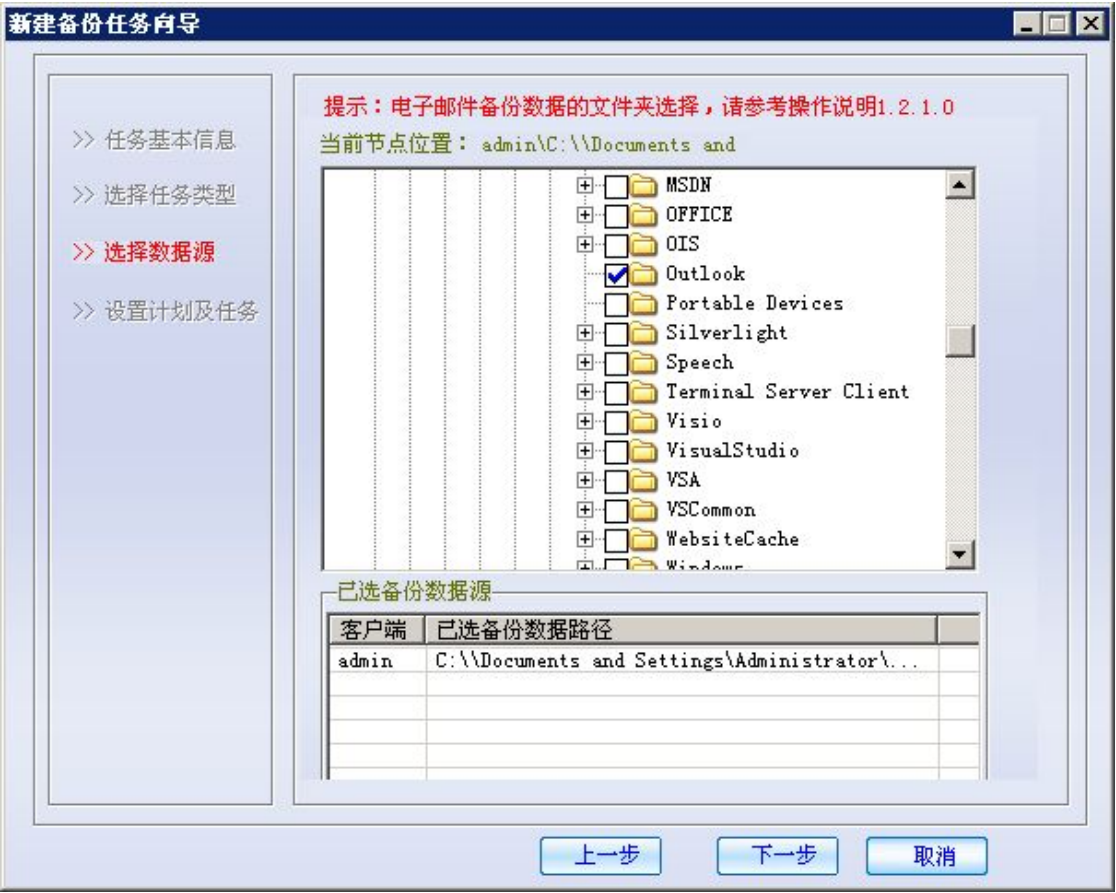 新建备份任务向导
>> 任务基本信息
>> 选择任务类型
>> 选择数据源
>> 设置计划及任务
提示：电子邮件备份数据的文件夹选择，请参考操作说明1.2.1.0
当前节点位置： admin\C:\\Documents and
MSDN
OFFICE
OIS
Outlook
Portable Devices
Silverlight
Speech
Terminal Server Client
Visio
VisualStudio
VSA
VSCommon
WebsiteCache
Windows
已选备份数据源
客户端 已选备份数据路径
admin C:\\Documents and Settings\Administrator\...
上一步 下一步 取消